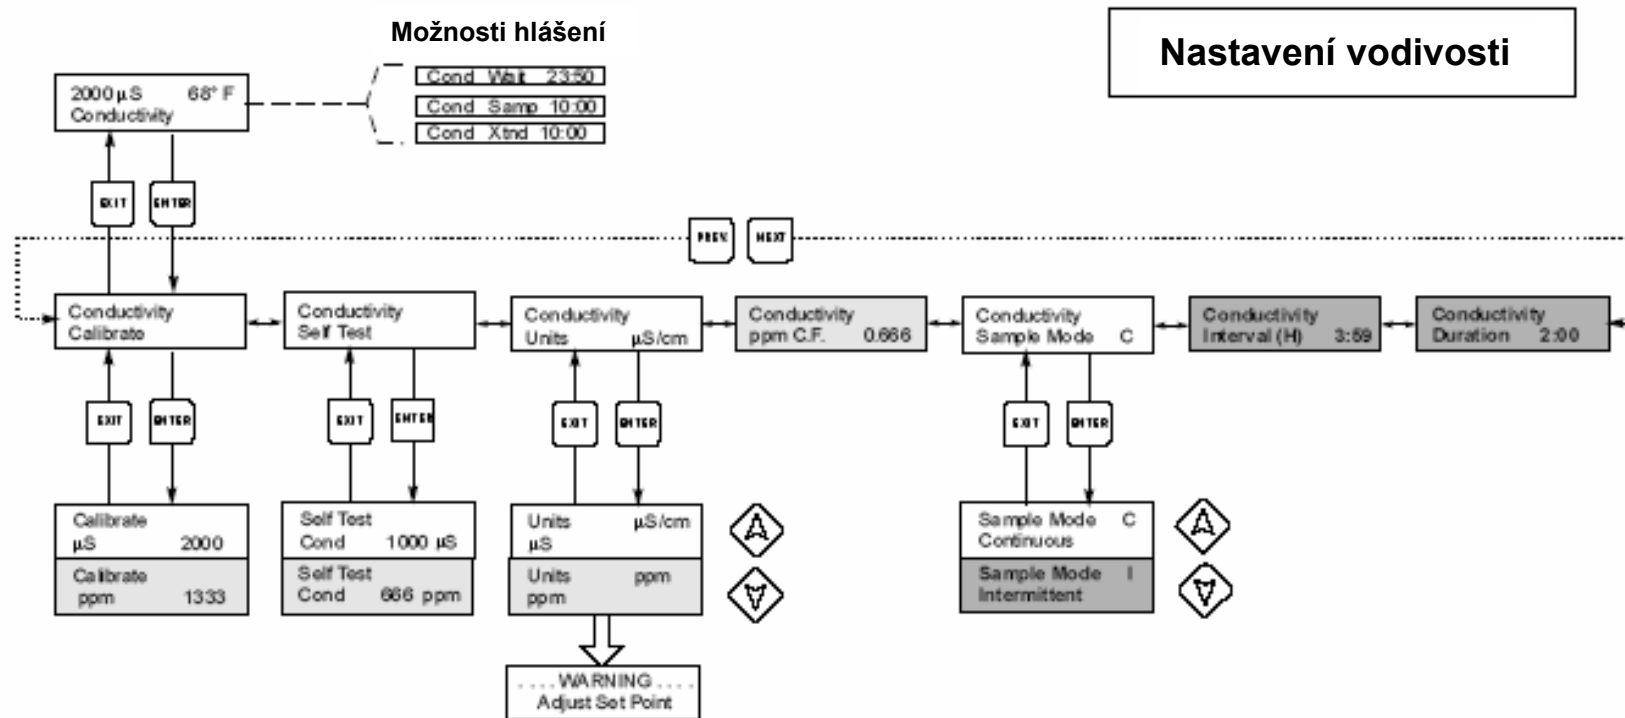 Možnosti hlášení
Nastavení vodivosti
2000 µS 68° F
Conductivity
Cond Wait 23:50
Cond Samp 10:00
Cond Xtnd 10:00
EXIT ENTER
PREV. NEXT
Conductivity
Calibrate
Conductivity
Self Test
Conductivity
Units µS/cm
Conductivity
ppm C.F. 0.666
Conductivity
Sample Mode C
Conductivity
Interval (H) 3:59
Conductivity
Duration 2:00
EXIT ENTER
EXIT ENTER
EXIT ENTER
EXIT ENTER
Calibrate
µS 2000
Calibrate
ppm 1333
Self Test
Cond 1000 µS
Self Test
Cond 666 ppm
Units µS/cm
µS
Units ppm
ppm
Sample Mode C
Continuous
Sample Mode I
Intermittent
. . . . WARNING . . . .
Adjust Set Point